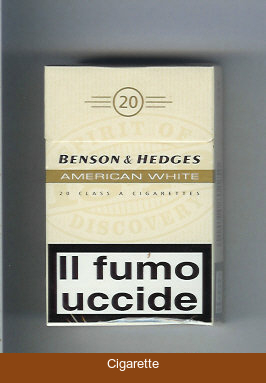 20
SPIRIT OF
BENSON & HEDGES
AMERICAN WHITE
20 CLASS A CIGARETTES
DISCOVERY
Il fumo
uccide
Cigarette